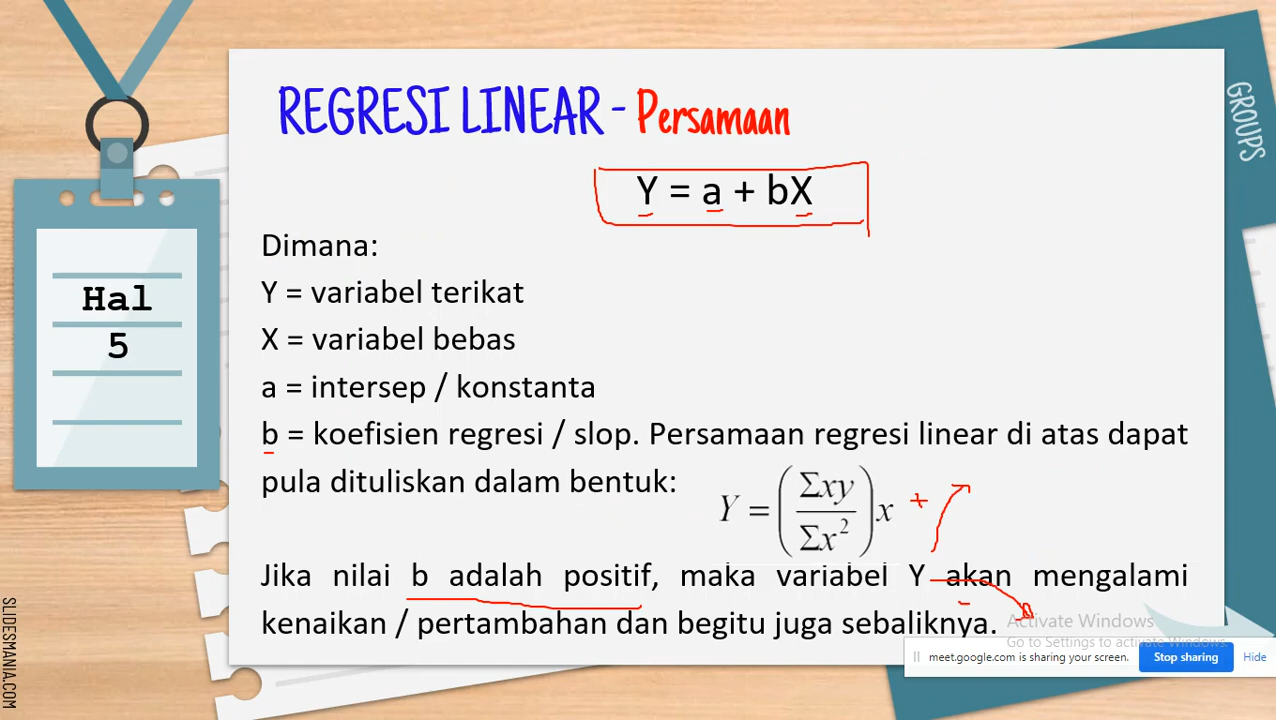 REGRESI LINEAR - Persamaan
Y = a + bX
Dimana:
Y = variabel terikat
X = variabel bebas
a = intersep / konstanta
b = koefisien regresi / slop. Persamaan regresi linear di atas dapat
pula dituliskan dalam bentuk:
Y = (Σxy / Σx²) x +
Jika nilai b adalah positif, maka variabel Y akan mengalami
kenaikan / pertambahan dan begitu juga sebaliknya.
Hal
5
GROUPS
SLIDESMANIA.COM
Activate Windows
Go to Settings to activate Windows.
meet.google.com is sharing your screen.
Stop sharing
Hide